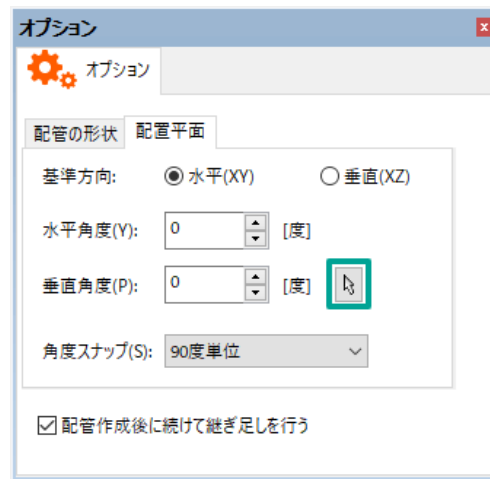 オプション
オプション
配管の形状 配置平面
基準方向: 水平(XY) 垂直(XZ)
水平角度(Y): 0 [度]
垂直角度(P): 0 [度]
角度スナップ(S): 90度単位
配管作成後に続けて継ぎ足しを行う